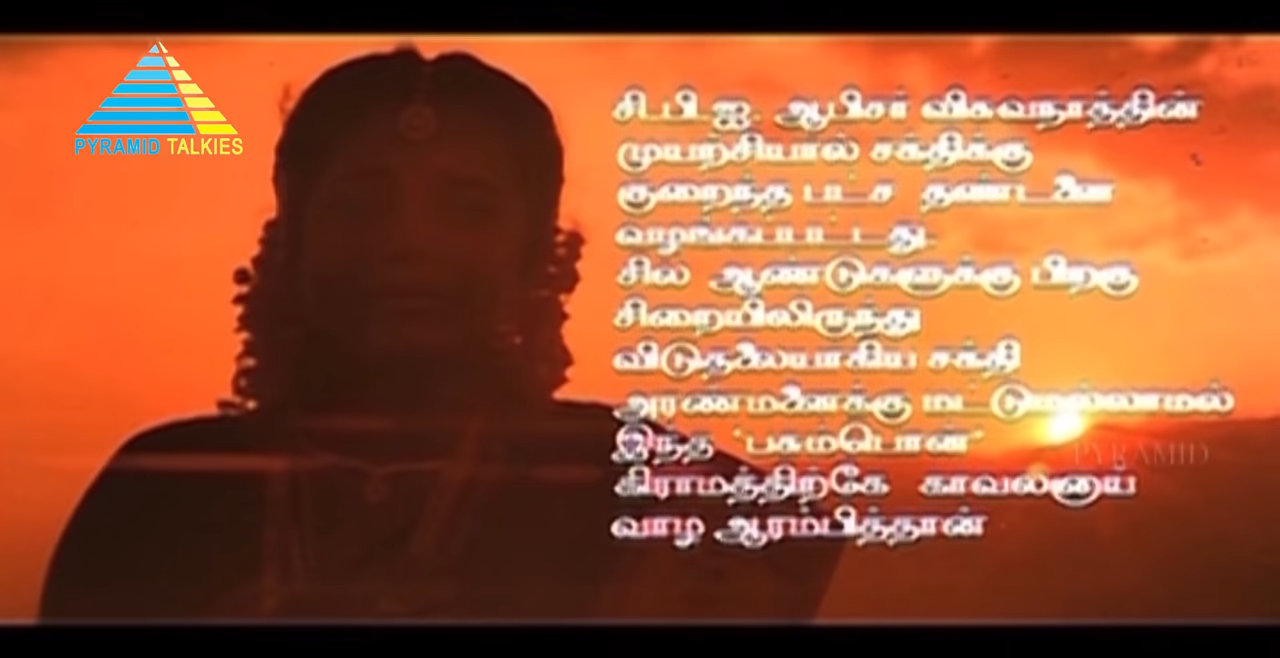 PYRAMID TALKIES
சி.பி.ஐ. ஆபிசர் விசுவநாத்தின்
முயற்சியால் சக்திக்கு
குறைந்த பட்ச தண்டனை
வழங்கப்பட்டது.
சில ஆண்டுகளுக்கு பிறகு
சிறையிலிருந்து
விடுதலையாகிய சக்தி
அரண்மனைக்கு மட்டுமல்லாமல்
இந்த "பசும்பொன்"
கிராமத்திற்கே காவலனாய்
வாழ ஆரம்பித்தான்
PYRAMID